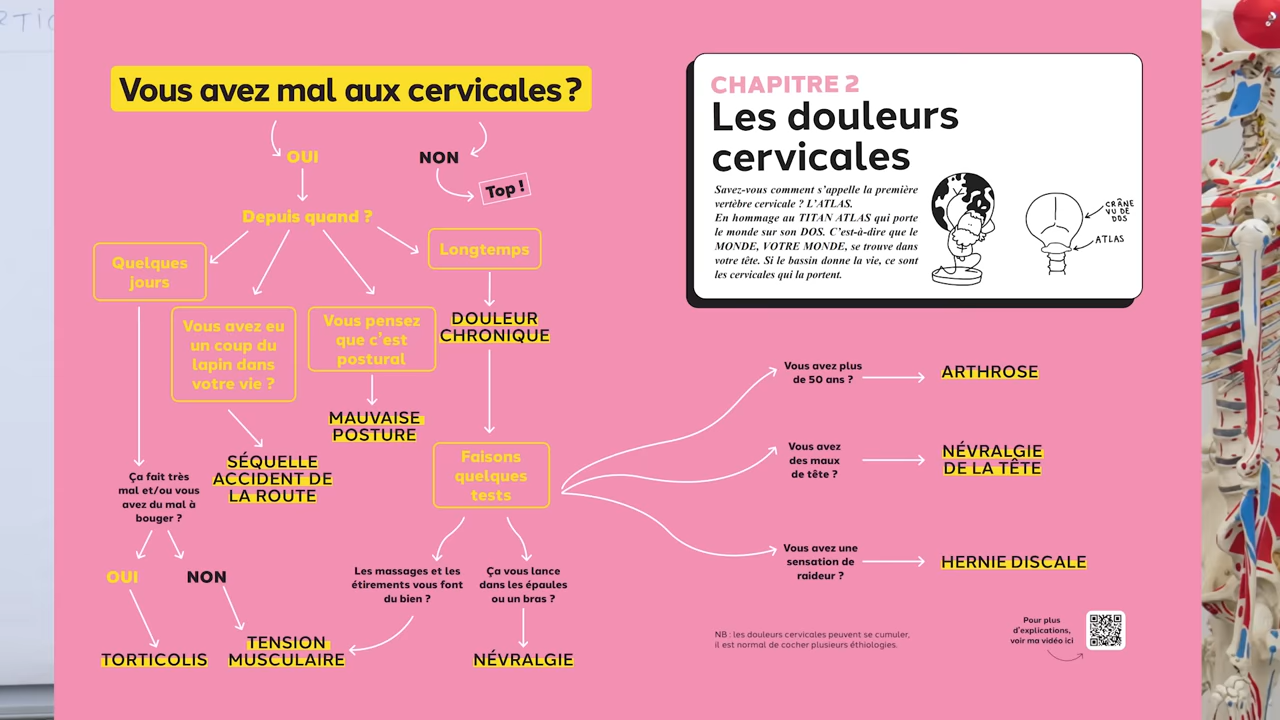 Vous avez mal aux cervicales ?
OUI
NON
Top !
Depuis quand ?
Quelques
jours
Vous avez eu
un coup du
lapin dans
votre vie ?
Vous pensez
que c'est
postural
Longtemps
DOULEUR
CHRONIQUE
MAUVAISE
POSTURE
SÉQUELLE
ACCIDENT DE
LA ROUTE
Faisons
quelques
tests
Ça fait très
mal et/ou vous
avez du mal à
bouger ?
OUI
NON
TORTICOLIS
TENSION
MUSCULAIRE
Les massages et les
étirements vous font
du bien ?
Ça vous lance
dans les épaules
ou un bras ?
NÉVRALGIE
CHAPITRE 2
Les douleurs
cervicales
Savez-vous comment s'appelle la première
vertèbre cervicale ? L'ATLAS.
En hommage au TITAN ATLAS qui porte
le monde sur son DOS. C'est-à-dire que le
MONDE, VOTRE MONDE, se trouve dans
votre tête. Si le bassin donne la vie, ce sont
les cervicales qui la portent.
CRÂNE
VU DE
DOS
ATLAS
Vous avez plus
de 50 ans ?
ARTHROSE
Vous avez
des maux
de tête ?
NÉVRALGIE
DE LA TÊTE
Vous avez une
sensation de
raideur ?
HERNIE DISCALE
NB : les douleurs cervicales peuvent se cumuler,
il est normal de cocher plusieurs éthiologies.
Pour plus
d'explications,
voir ma vidéo ici